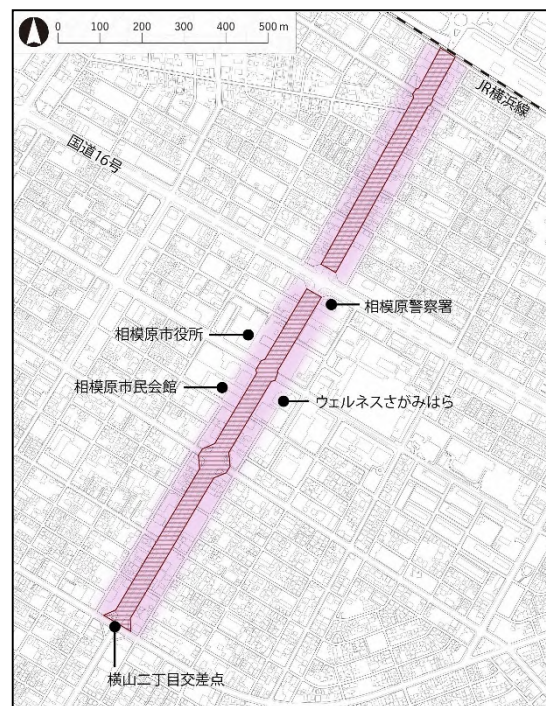 0 100 200 300 400 500 m
JR横浜線
国道16号
相模原警察署
相模原市役所
相模原市民会館
ウェルネスさがみはら
横山二丁目交差点